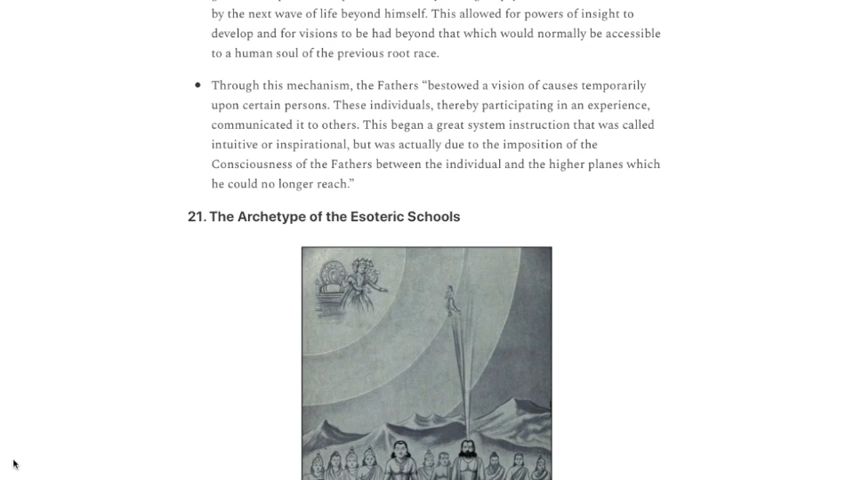 by the next wave of life beyond himself. This allowed for powers of insight to
develop and for visions to be had beyond that which would normally be accessible
to a human soul of the previous root race.
Through this mechanism, the Fathers “bestowed a vision of causes temporarily
upon certain persons. These individuals, thereby participating in an experience,
communicated it to others. This began a great system instruction that was called
intuitive or inspirational, but was actually due to the imposition of the
Consciousness of the Fathers between the individual and the higher planes which
he could no longer reach.”
21. The Archetype of the Esoteric Schools